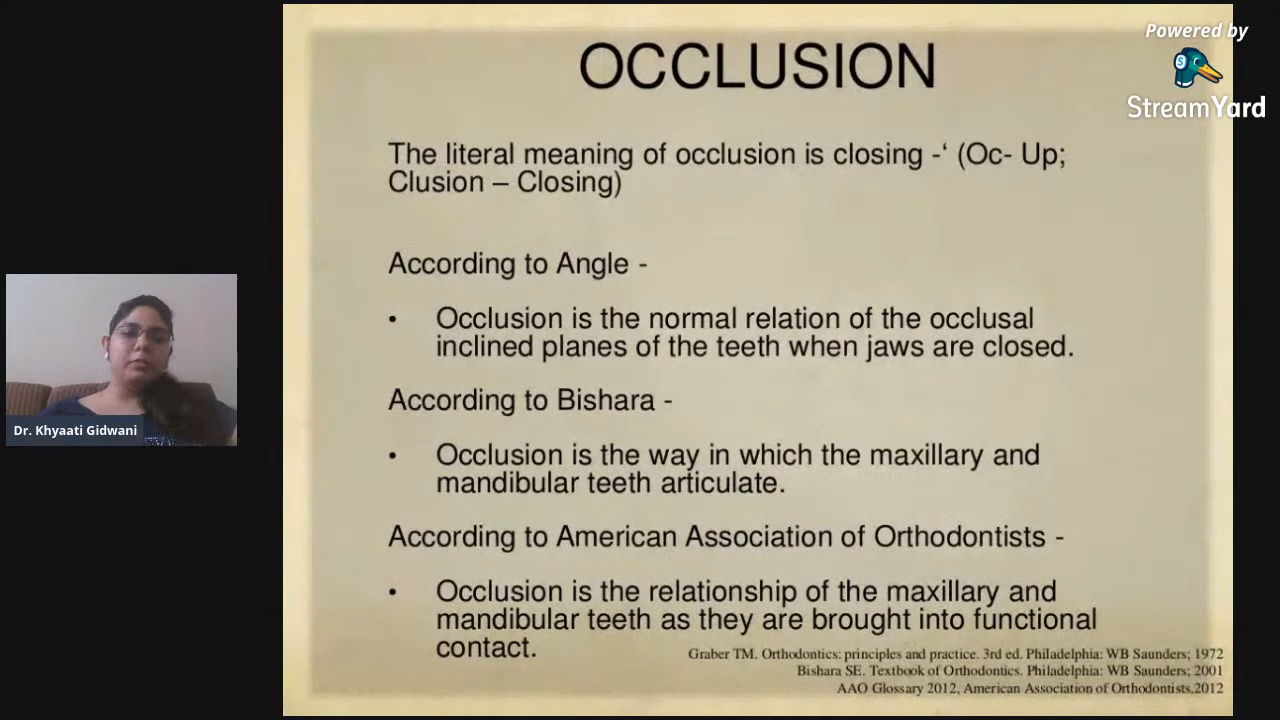 OCCLUSION
Powered by
S
StreamYard
The literal meaning of occlusion is closing -‘ (Oc- Up;
Clusion – Closing)
According to Angle -
• Occlusion is the normal relation of the occlusal
inclined planes of the teeth when jaws are closed.
According to Bishara -
• Occlusion is the way in which the maxillary and
mandibular teeth articulate.
According to American Association of Orthodontists -
• Occlusion is the relationship of the maxillary and
mandibular teeth as they are brought into functional
contact.
Graber TM. Orthodontics: principles and practice. 3rd ed. Philadelphia: WB Saunders; 1972
Bishara SE. Textbook of Orthodontics. Philadelphia: WB Saunders; 2001
AAO Glossary 2012, American Association of Orthodontists,2012
Dr. Khyaati Gidwani